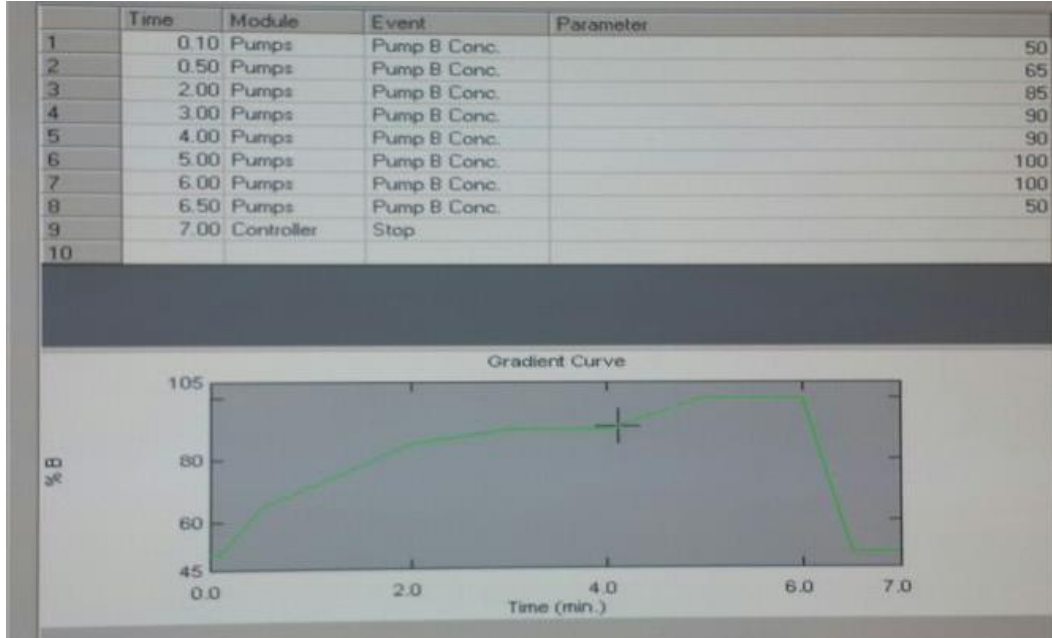 Time Module Event Parameter
1 0.10 Pumps Pump B Conc. 50
2 0.50 Pumps Pump B Conc. 65
3 2.00 Pumps Pump B Conc. 85
4 3.00 Pumps Pump B Conc. 90
5 4.00 Pumps Pump B Conc. 90
6 5.00 Pumps Pump B Conc. 100
7 6.00 Pumps Pump B Conc. 100
8 6.50 Pumps Pump B Conc. 50
9 7.00 Controller Stop
10
Gradient Curve
105
80
% B
60
45
0.0 2.0 4.0 6.0 7.0
Time (min.)